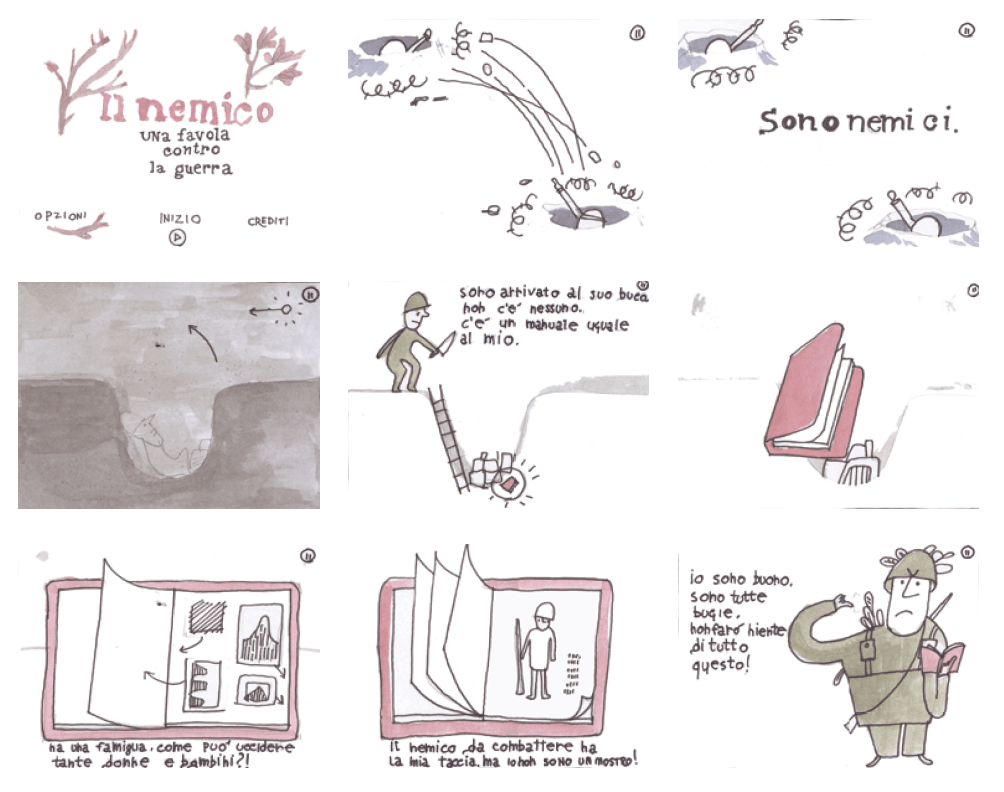 Il nemico
una favola
contro
la guerra
OPZIONI
INIZIO
CREDITI
Sono nemici.
sono arrivato al suo buca
non c'e' nessuno.
c'e' un manuale uguale
al mio.
ha una famiglia, come puo' uccidere
tante donne e bambini?!
Il nemico da combattere ha
la mia faccia, ma io non SONO UN MOSTRO!
io sono buono.
sono tutte
bugie,
non farò niente
di tutto
questo!